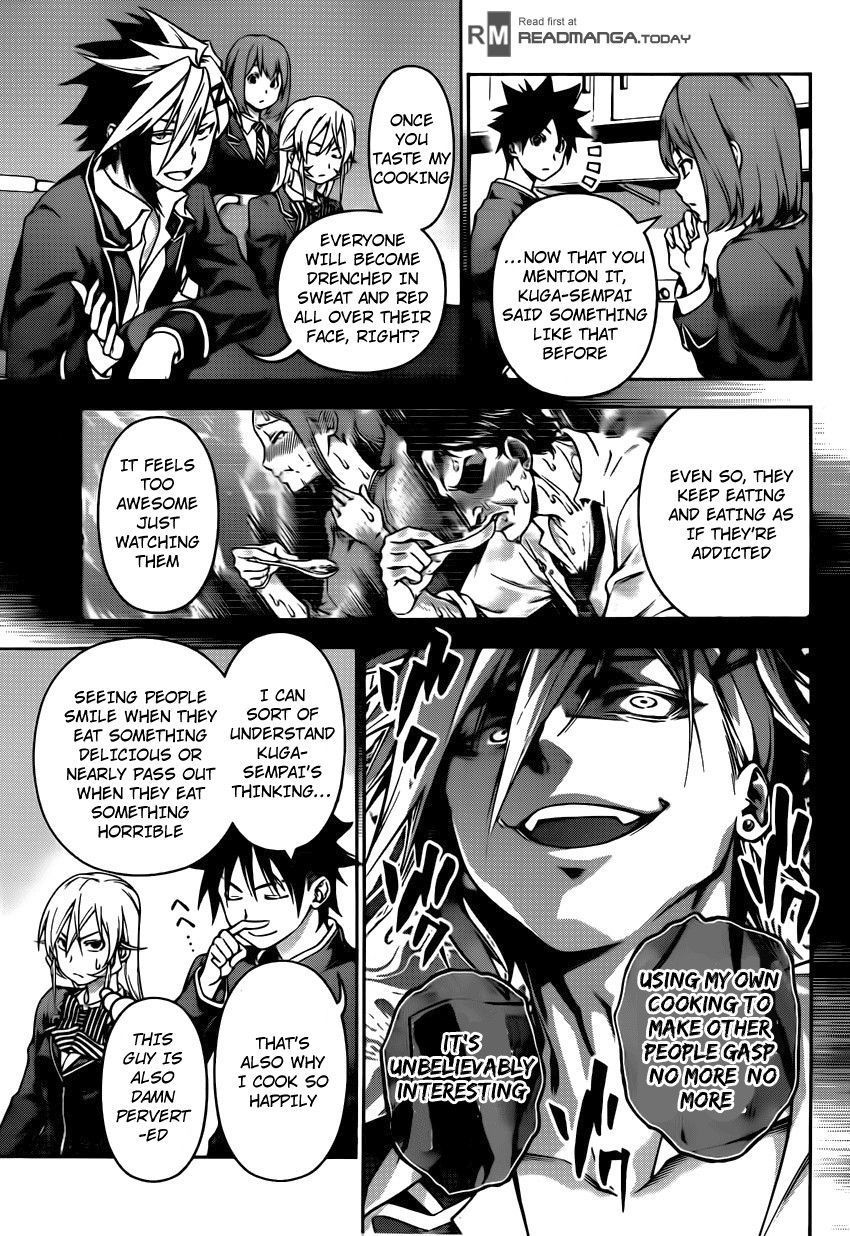 RM
Read first at
READMANGA.TODAY
...NOW THAT YOU
MENTION IT,
KUGA-SEMPAI
SAID SOMETHING
LIKE THAT
BEFORE
ONCE
YOU
TASTE MY
COOKING
EVERYONE
WILL BECOME
DRENCHED IN
SWEAT AND RED
ALL OVER THEIR
FACE, RIGHT?
EVEN SO, THEY
KEEP EATING
AND EATING AS
IF THEY'RE
ADDICTED
IT FEELS
TOO
AWESOME
JUST
WATCHING
THEM
USING MY OWN
COOKING TO
MAKE OTHER
PEOPLE GASP
NO MORE NO
MORE
IT'S
UNBELIEVABLY
INTERESTING
I CAN
SORT OF
UNDERSTAND
KUGA-
SEMPAI'S
THINKING...
SEEING PEOPLE
SMILE WHEN THEY
EAT SOMETHING
DELICIOUS OR
NEARLY PASS OUT
WHEN THEY EAT
SOMETHING
HORRIBLE
THAT'S
ALSO WHY
I COOK SO
HAPPILY
THIS
GUY IS
ALSO
DAMN
PERVERT
-ED